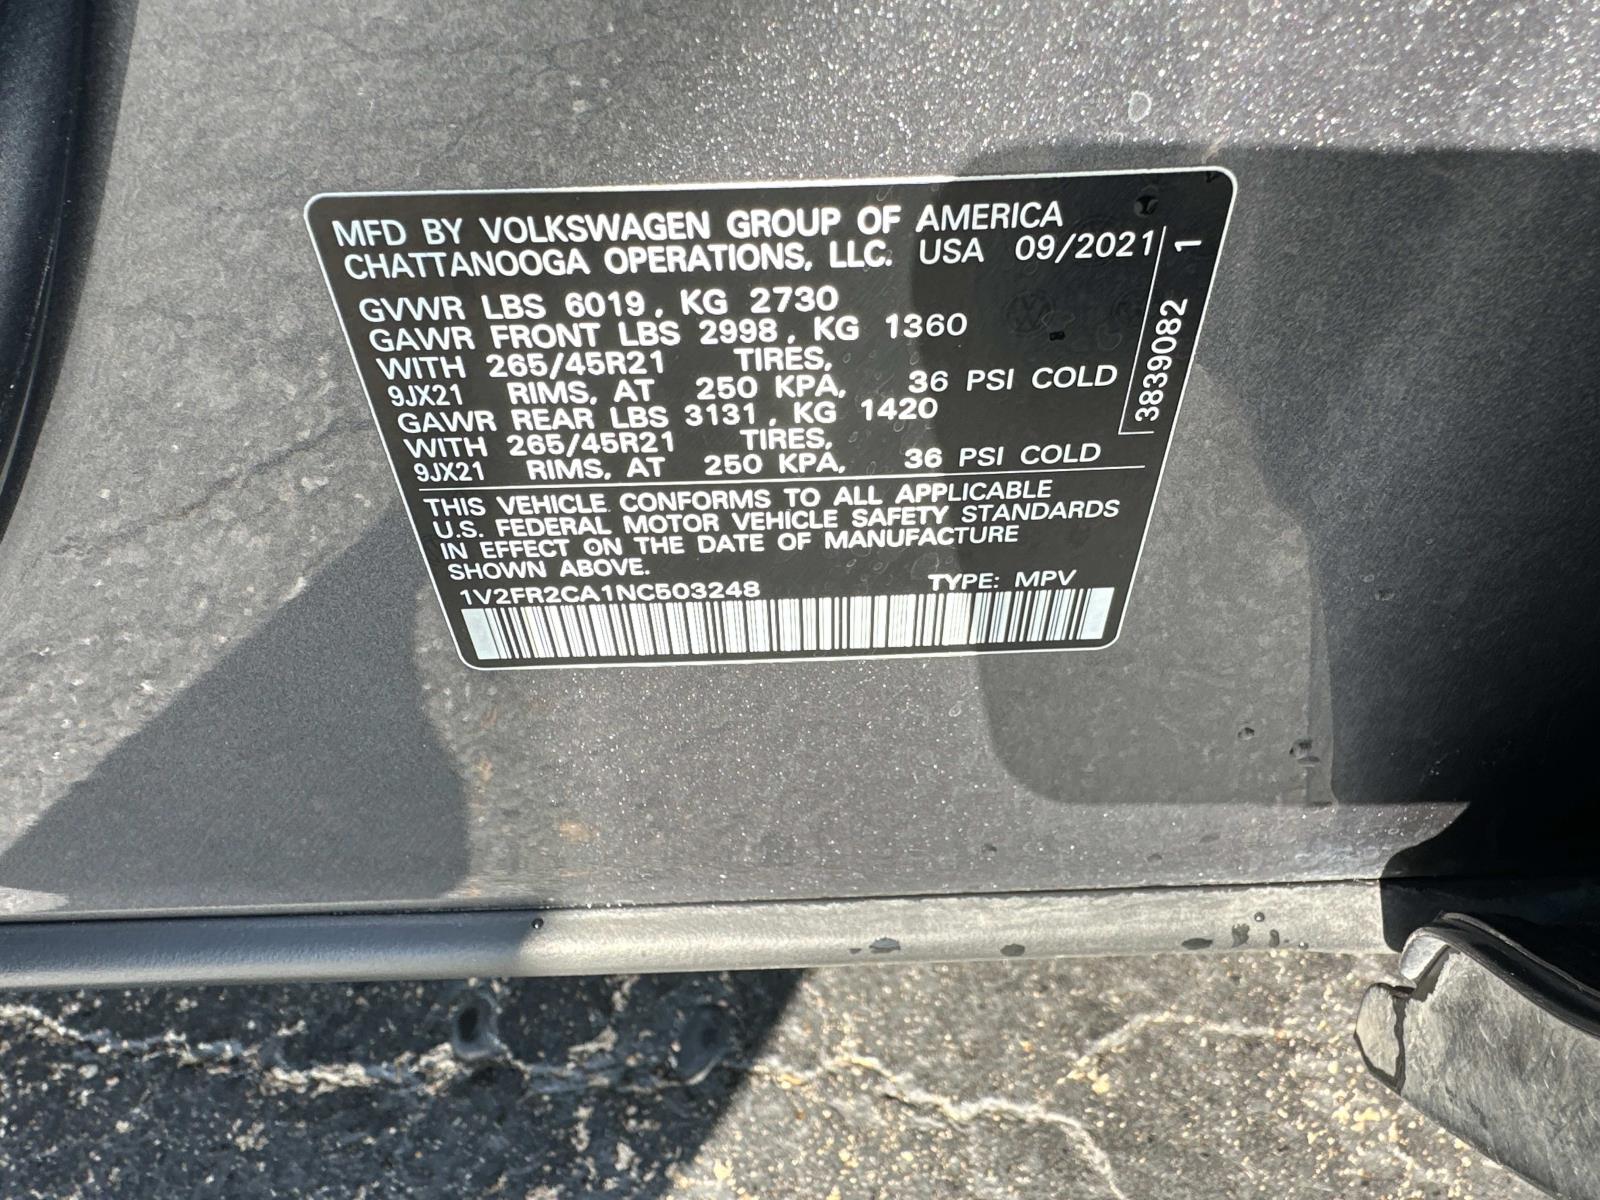 MFD BY VOLKSWAGEN GROUP OF AMERICA
CHATTANOOGA OPERATIONS, LLC. USA 09/2021
GVWR LBS 6019, KG 2730
GAWR FRONT LBS 2998, KG 1360
WITH 265/45R21 TIRES,
9JX21 RIMS, AT 250 KPA, 36 PSI COLD
GAWR REAR LBS 3131, KG 1420
WITH 265/45R21 TIRES,
9JX21 RIMS, AT 250 KPA, 36 PSI COLD
THIS VEHICLE CONFORMS TO ALL APPLICABLE
U.S. FEDERAL MOTOR VEHICLE SAFETY STANDARDS
IN EFFECT ON THE DATE OF MANUFACTURE
SHOWN ABOVE.
1V2FR2CA1NC503248 TYPE: MPV
3839082 1